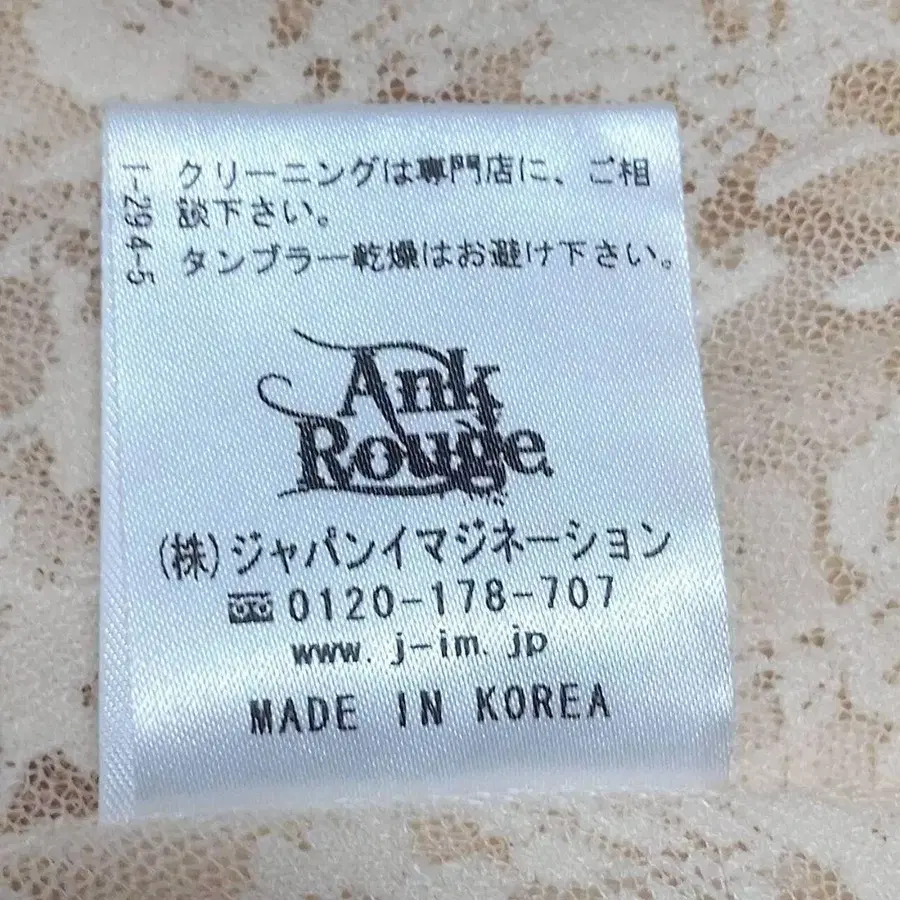 クリーニングは専門店に、ご相
談下さい。
タンブラー乾燥はお避け下さい。
1-294-5
Ank
Rouge
(株)ジャパンイマジネーション
0120-178-707
www.j-im.jp
MADE IN KOREA